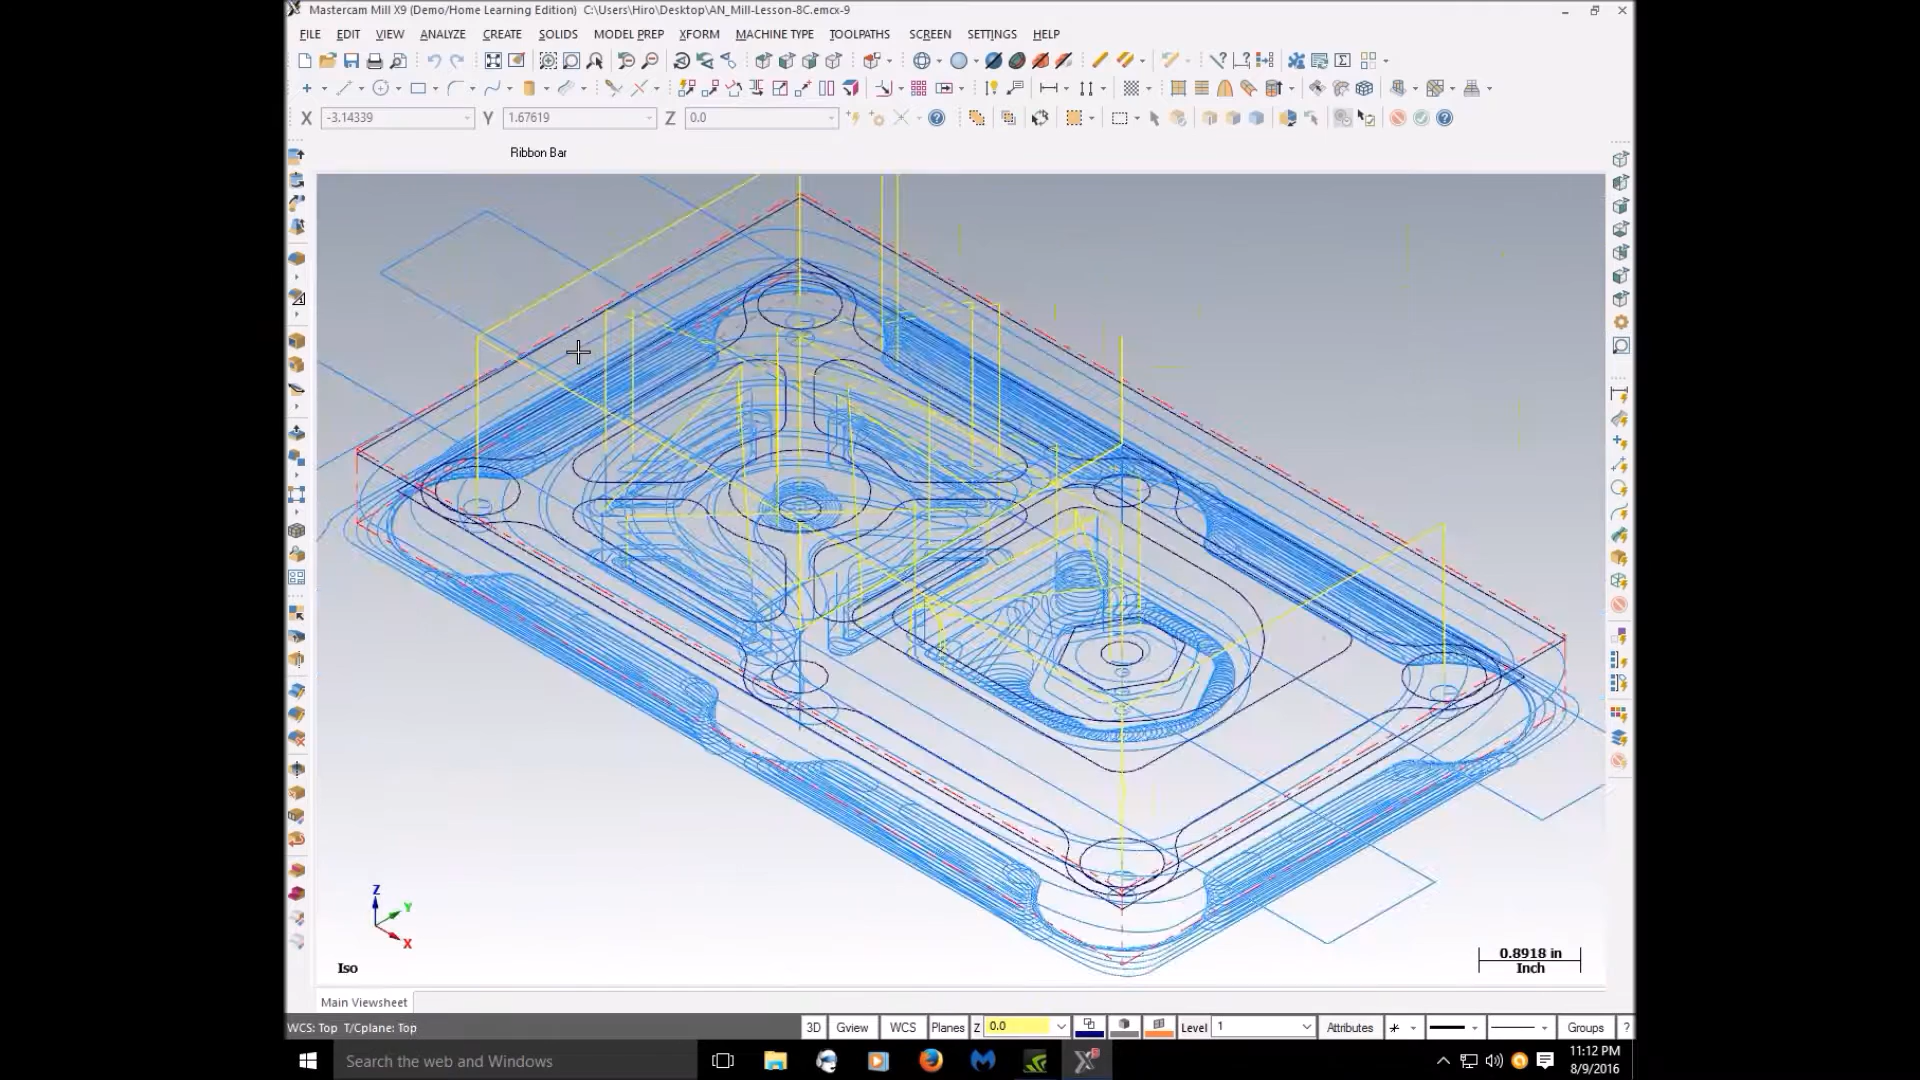 Mastercam Mill X9 (Demo/Home Learning Edition) C:\Users\Hiro\Desktop\AN_Mill-Lesson-8C.emcx-9
FILE EDIT VIEW ANALYZE CREATE SOLIDS MODEL PREP XFORM MACHINE TYPE TOOLPATHS SCREEN SETTINGS HELP
X -3.14339 Y 1.67619 Z 0.0
Ribbon Bar
Z
Y
X
Iso
0.8918 in
Inch
Main Viewsheet
WCS: Top T/Cplane: Top 3D Gview WCS Planes Z 0.0 Level 1 Attributes Groups ?
Search the web and Windows
11:12 PM
8/9/2016